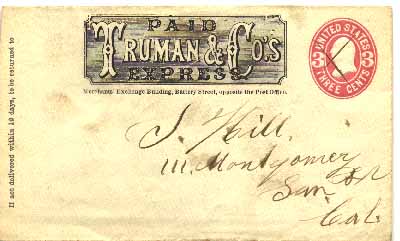 If not delivered within 10 days, to be returned to
PAID
TRUMAN & CO'S
EXPRESS
Merchants' Exchange Building, Battery Street, opposite the Post Office.
UNITED STATES
3 3
THREE CENTS
J. Hill.
111. Montgomery
San
Cal.